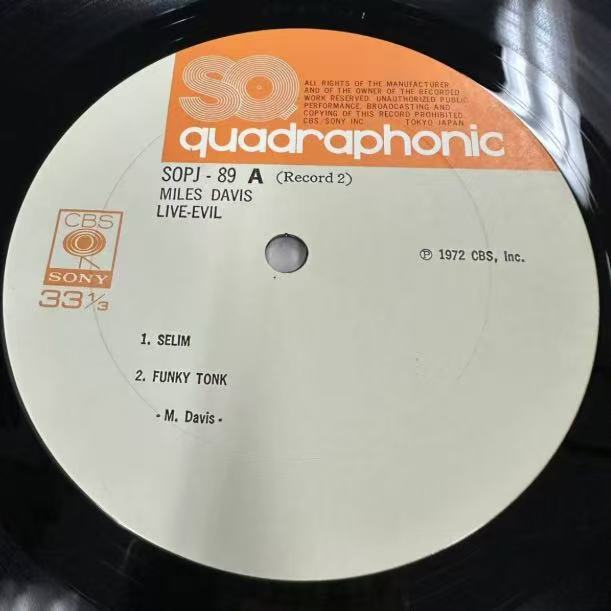 SQ
ALL RIGHTS OF THE MANUFACTURER
AND OF THE OWNER OF THE RECORDED
WORK RESERVED. UNAUTHORIZED PUBLIC
PERFORMANCE, BROADCASTING AND
COPYING OF THIS RECORD PROHIBITED.
CBS/SONY INC. TOKYO JAPAN
quadraphonic
SOPJ - 89 A (Record 2)
MILES DAVIS
LIVE-EVIL
CBS
SONY
33 1/3
℗ 1972 CBS, Inc.
1. SELIM
2. FUNKY TONK
- M. Davis -